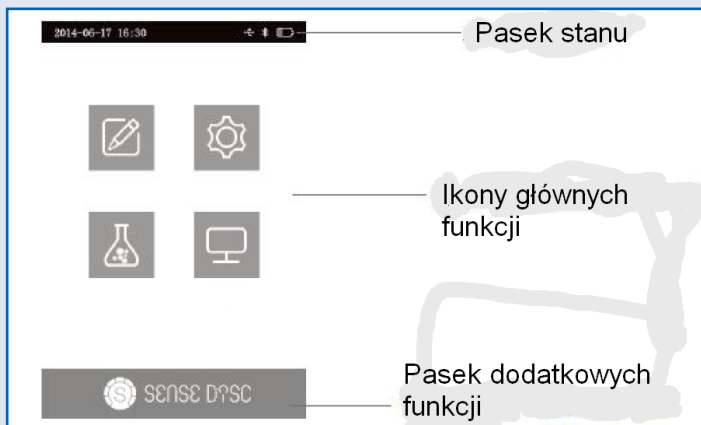 2014-06-17 16:30
Pasek stanu
Ikony głównych
funkcji
Pasek dodatkowych
funkcji
S SENSE DISC